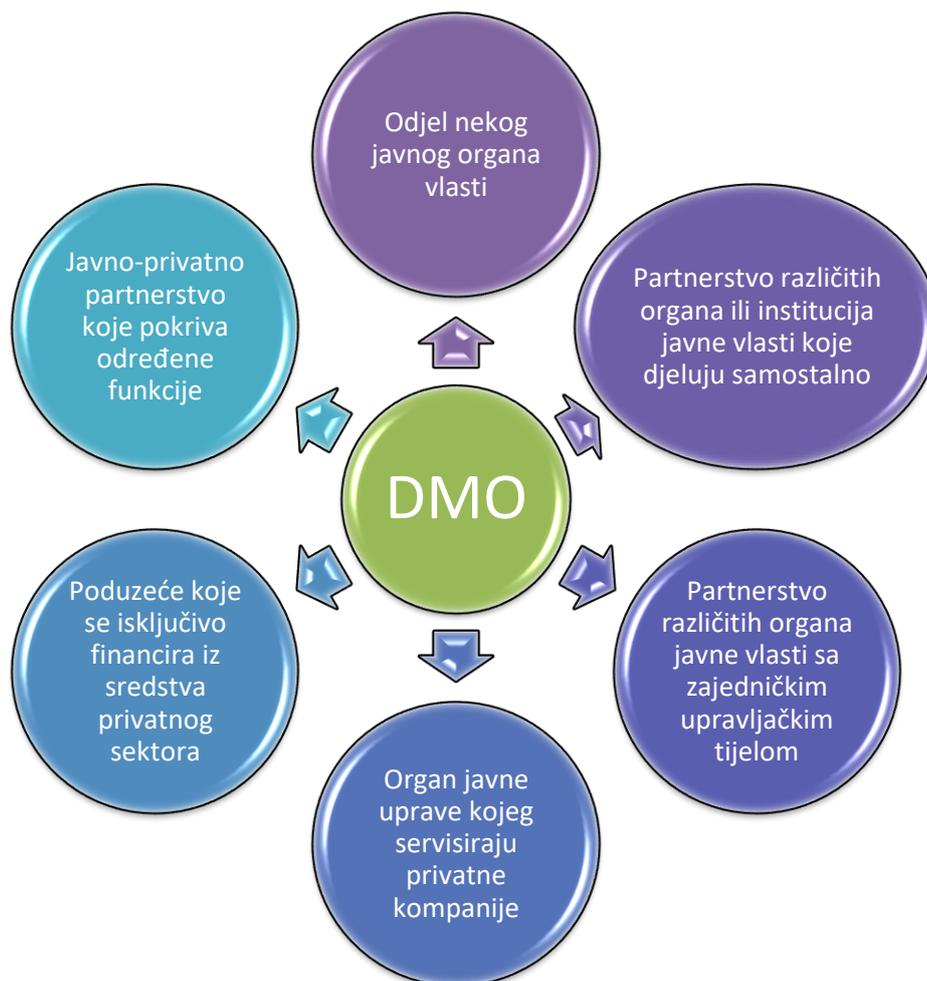 Odjel nekog
javnog organa
vlasti
Javno-privatno
partnerstvo
koje pokriva
određene
funkcije
Partnerstvo različitih
organa ili institucija
javne vlasti koje
djeluju samostalno
DMO
Poduzeće koje
se isključivo
financira iz
sredstva
privatnog
sektora
Partnerstvo
različitih organa
javne vlasti sa
zajedničkim
upravljačkim
tijelom
Organ javne
uprave kojeg
servisiraju
privatne
kompanije